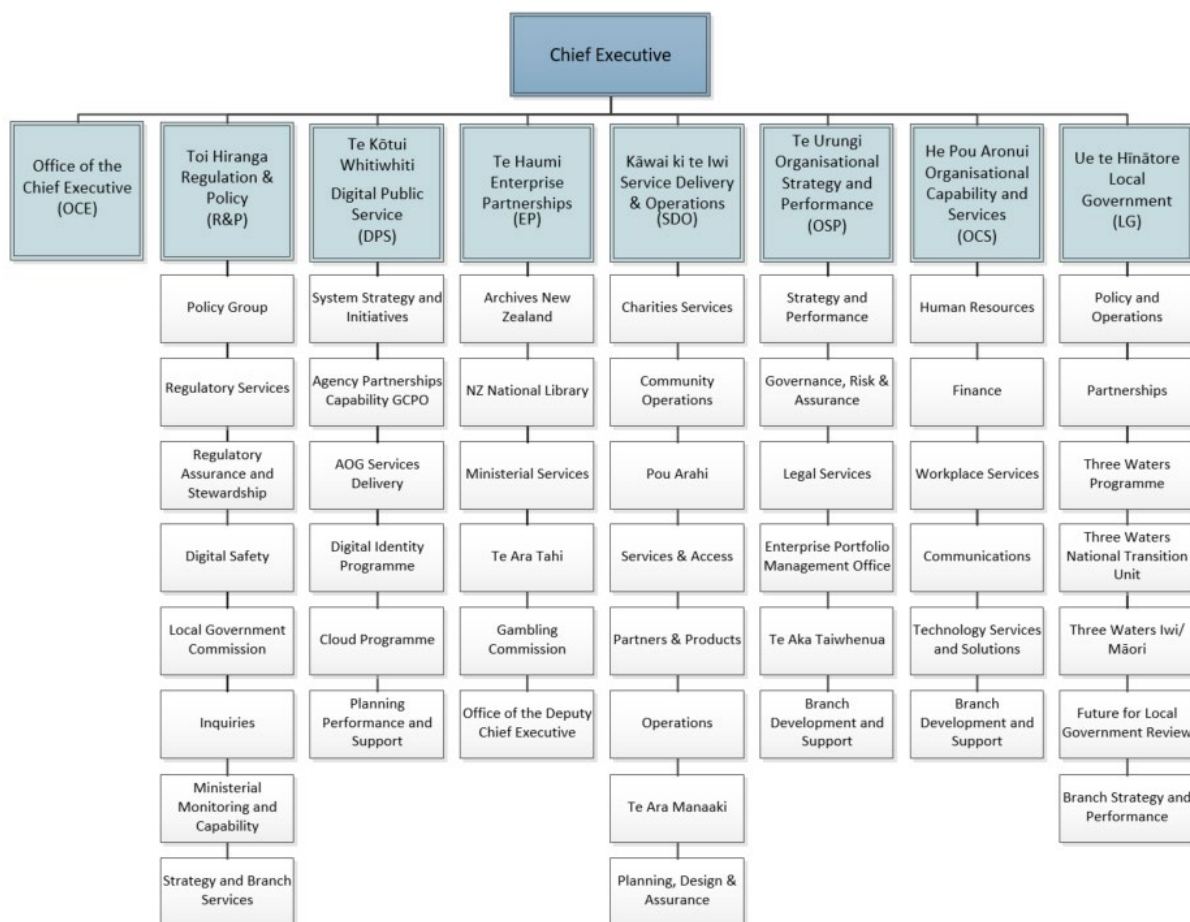 Chief Executive
Office of the
Chief Executive
(OCE)
Toi Hiranga
Regulation &
Policy
(R&P)
Te Kōtui
Whitiwhiti
Digital Public
Service
(DPS)
Te Haumi
Enterprise
Partnerships
(EP)
Kāwai ki te Iwi
Service Delivery
& Operations
(SDO)
Te Urungi
Organisational
Strategy and
Performance
(OSP)
He Pou Aronui
Organisational
Capability and
Services
(OCS)
Ue te Hīnātore
Local
Government
(LG)
Policy Group
Regulatory Services
Regulatory
Assurance and
Stewardship
Digital Safety
Local Government
Commission
Inquiries
Ministerial
Monitoring and
Capability
Strategy and Branch
Services
System Strategy and
Initiatives
Agency Partnerships
Capability GCPO
AOG Services
Delivery
Digital Identity
Programme
Cloud Programme
Planning
Performance and
Support
Archives New
Zealand
NZ National Library
Ministerial Services
Te Ara Tahi
Gambling
Commission
Office of the Deputy
Chief Executive
Charities Services
Community
Operations
Pou Arahi
Services & Access
Partners & Products
Operations
Te Ara Manaaki
Planning, Design &
Assurance
Strategy and
Performance
Governance, Risk &
Assurance
Legal Services
Enterprise Portfolio
Management Office
Te Aka Taiwhenua
Branch
Development and
Support
Human Resources
Finance
Workplace Services
Communications
Technology Services
and Solutions
Branch
Development and
Support
Policy and
Operations
Partnerships
Three Waters
Programme
Three Waters
National Transition
Unit
Three Waters Iwi/
Māori
Future for Local
Government Review
Branch Strategy and
Performance